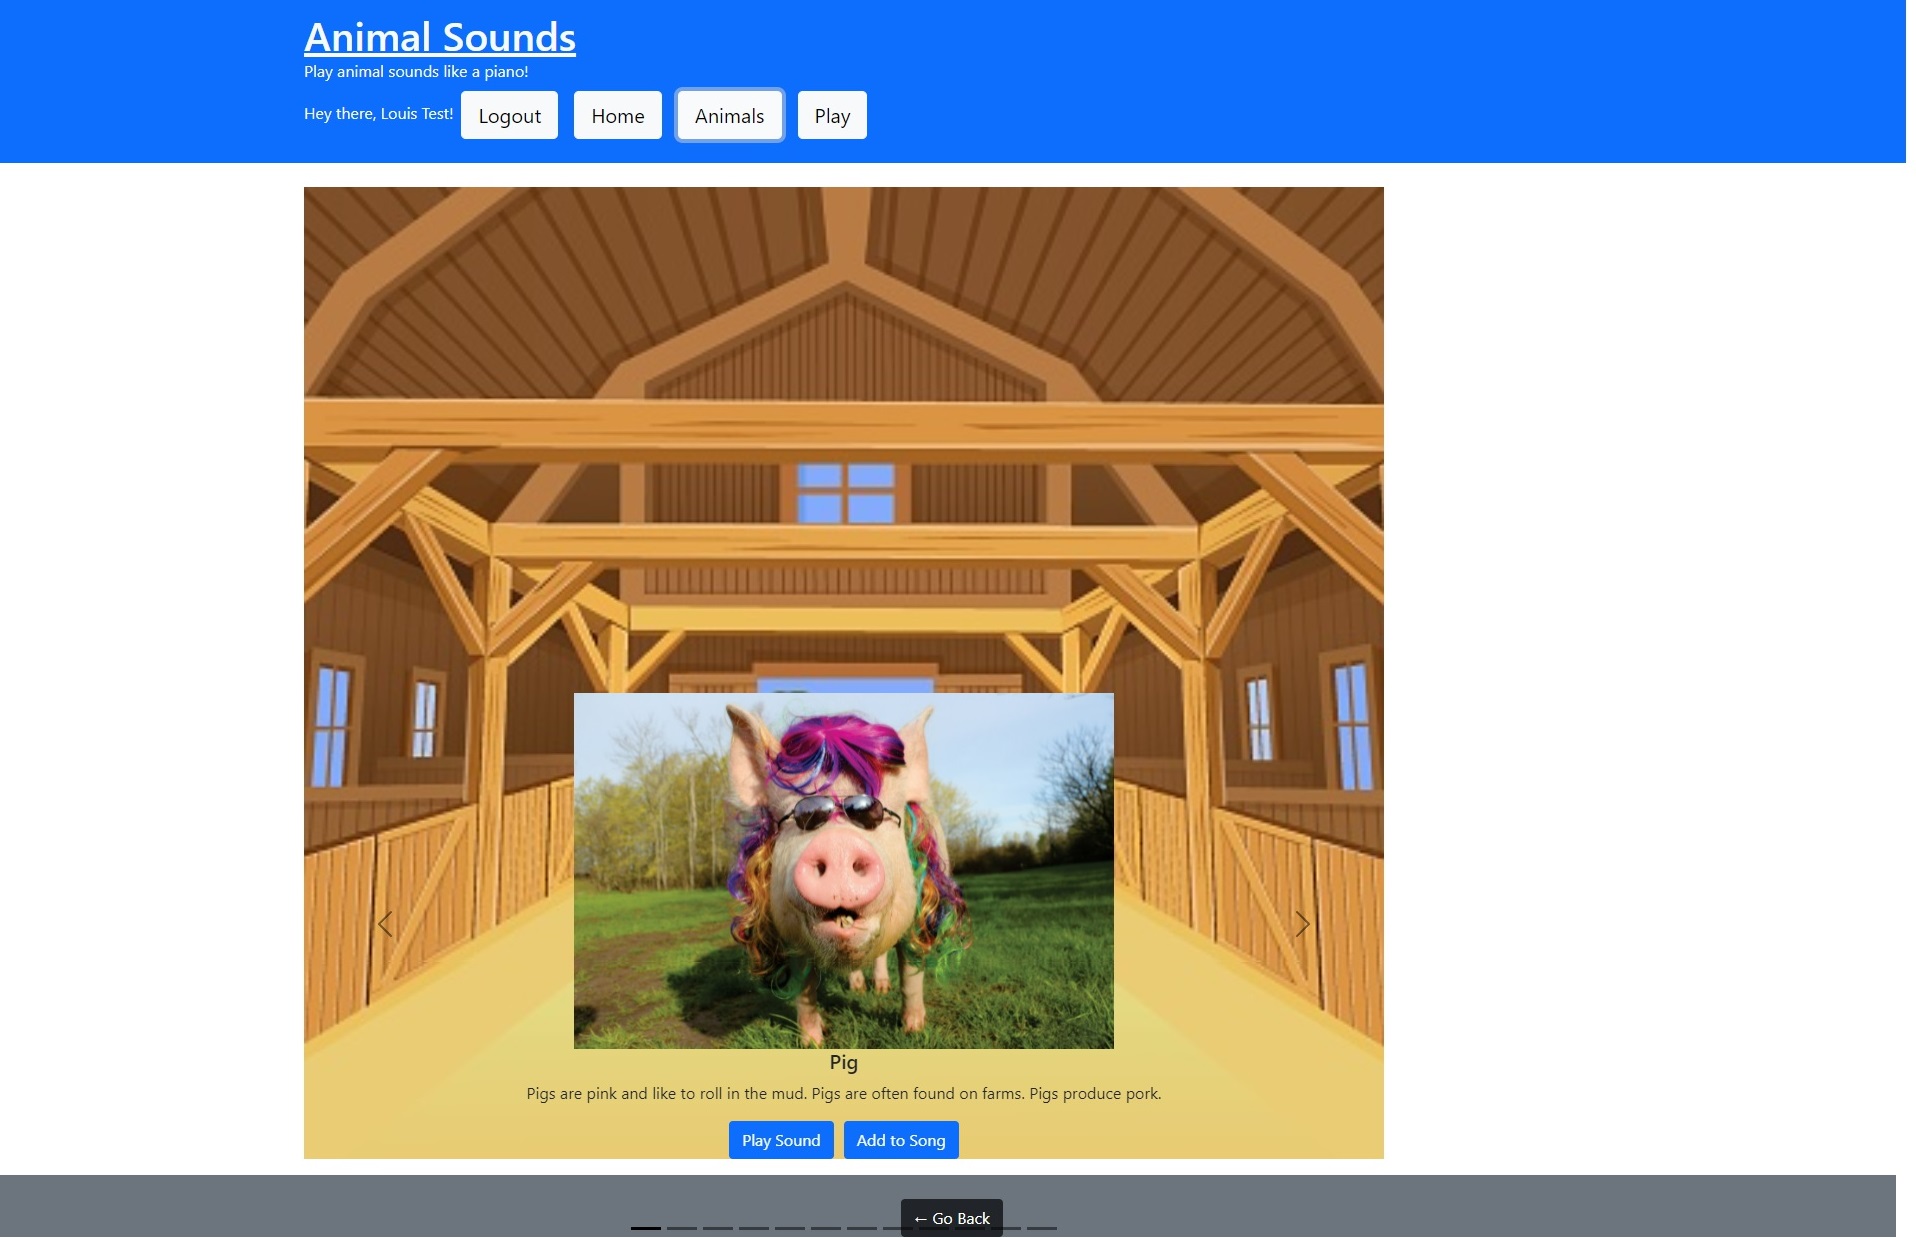 Animal Sounds
Play animal sounds like a piano!
Hey there, Louis Test! Logout Home Animals Play
Pig
Pigs are pink and like to roll in the mud. Pigs are often found on farms. Pigs produce pork.
Play Sound Add to Song
← Go Back